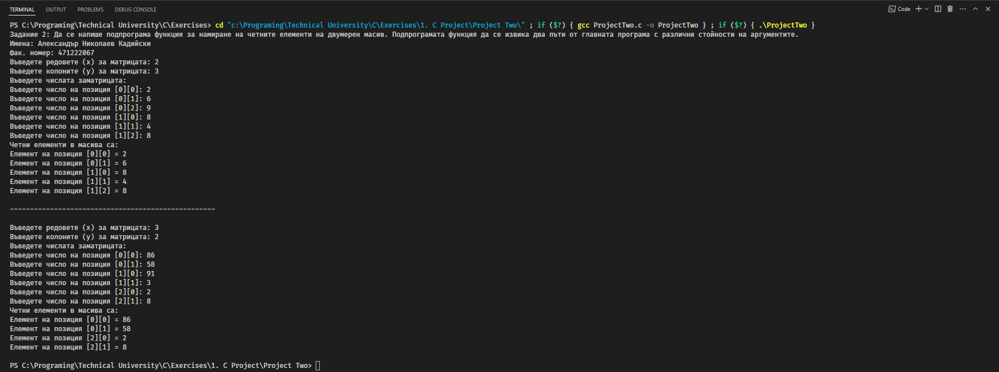 TERMINAL OUTPUT PROBLEMS DEBUG CONSOLE Code
PS C:\Programing\Technical University\C\Exercises> cd "c:\Programing\Technical University\C\Exercises\1. C Project\Project Two\" ; if ($?) { gcc ProjectTwo.c -o ProjectTwo } ; if ($?) { .\ProjectTwo }
Задание 2: Да се напише подпрограма функция за намиране на четните елементи на двумерен масив. Подпрограмата функция да се извика два пъти от главната програма с различни стойности на аргументите.
Имена: Александър Николаев Кадийски
Фак. номер: 471222067
Въведете редовете (x) за матрицата: 2
Въведете колоните (y) за матрицата: 3
Въведете числата заматрицата:
Въведете число на позиция [0][0]: 2
Въведете число на позиция [0][1]: 6
Въведете число на позиция [0][2]: 9
Въведете число на позиция [1][0]: 8
Въведете число на позиция [1][1]: 4
Въведете число на позиция [1][2]: 8
Четни елементи в масива са:
Елемент на позиция [0][0] = 2
Елемент на позиция [0][1] = 6
Елемент на позиция [1][0] = 8
Елемент на позиция [1][1] = 4
Елемент на позиция [1][2] = 8
---------------------------------------------------
Въведете редовете (x) за матрицата: 3
Въведете колоните (y) за матрицата: 2
Въведете числата заматрицата:
Въведете число на позиция [0][0]: 86
Въведете число на позиция [0][1]: 58
Въведете число на позиция [1][0]: 91
Въведете число на позиция [1][1]: 3
Въведете число на позиция [2][0]: 2
Въведете число на позиция [2][1]: 8
Четни елементи в масива са:
Елемент на позиция [0][0] = 86
Елемент на позиция [0][1] = 58
Елемент на позиция [2][0] = 2
Елемент на позиция [2][1] = 8
PS C:\Programing\Technical University\C\Exercises\1. C Project\Project Two>